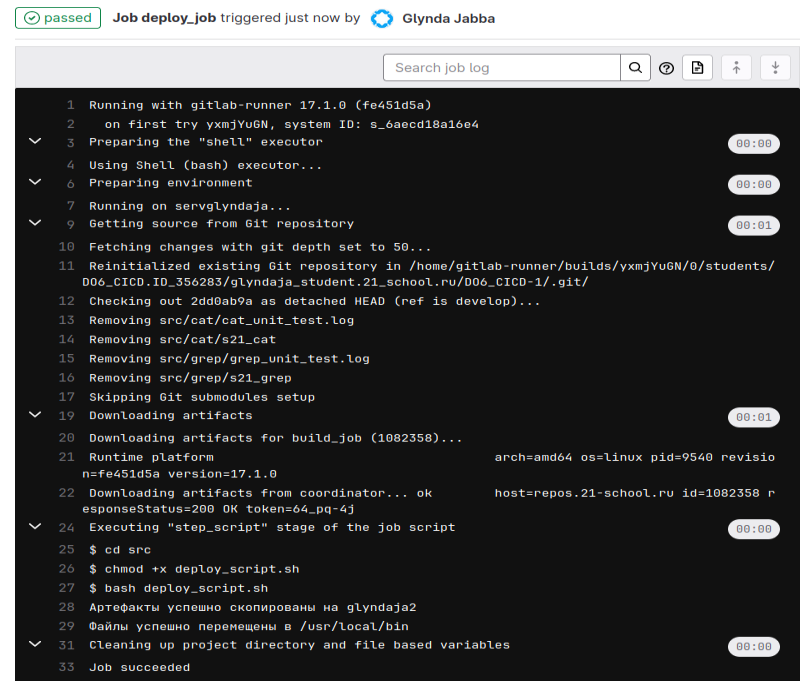 passed Job deploy_job triggered just now by Glynda Jabba
Search job log
1 Running with gitlab-runner 17.1.0 (fe451d5a)
2 on first try yxmjYuGN, system ID: s_6aecd18a16e4
3 Preparing the "shell" executor 00:00
4 Using Shell (bash) executor...
6 Preparing environment 00:00
7 Running on servglyndaja...
9 Getting source from Git repository 00:01
10 Fetching changes with git depth set to 50...
11 Reinitialized existing Git repository in /home/gitlab-runner/builds/yxmjYuGN/0/students/
DO6_CICD.ID_356283/glyndaja_student.21_school.ru/DO6_CICD-1/.git/
12 Checking out 2dd0ab9a as detached HEAD (ref is develop)...
13 Removing src/cat/cat_unit_test.log
14 Removing src/cat/s21_cat
15 Removing src/grep/grep_unit_test.log
16 Removing src/grep/s21_grep
17 Skipping Git submodules setup
19 Downloading artifacts 00:01
20 Downloading artifacts for build_job (1082358)...
21 Runtime platform arch=amd64 os=linux pid=9540 revisio
n=fe451d5a version=17.1.0
22 Downloading artifacts from coordinator... ok host=repos.21-school.ru id=1082358 r
esponseStatus=200 OK token=64_pq-4j
24 Executing "step_script" stage of the job script 00:00
25 $ cd src
26 $ chmod +x deploy_script.sh
27 $ bash deploy_script.sh
28 Артефакты успешно скопированы на glyndaja2
29 Файлы успешно перемещены в /usr/local/bin
31 Cleaning up project directory and file based variables 00:00
33 Job succeeded